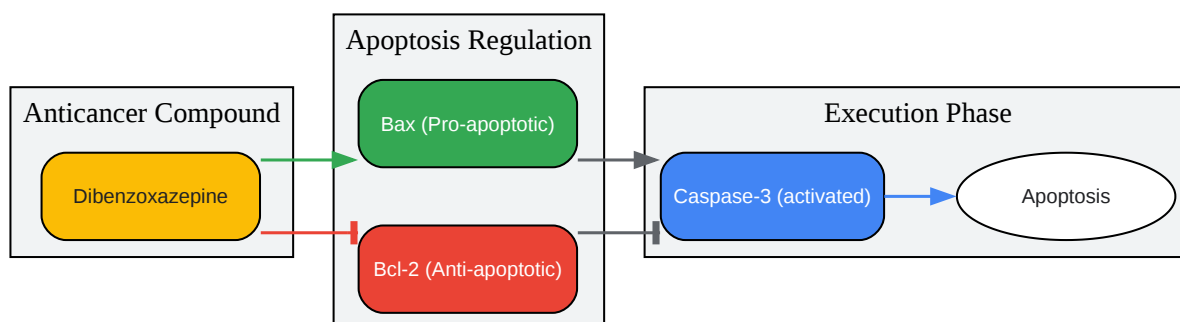 Anticancer Compound
Dibenzoxazepine
Apoptosis Regulation
Bax (Pro-apoptotic)
Bcl-2 (Anti-apoptotic)
Execution Phase
Caspase-3 (activated)
Apoptosis